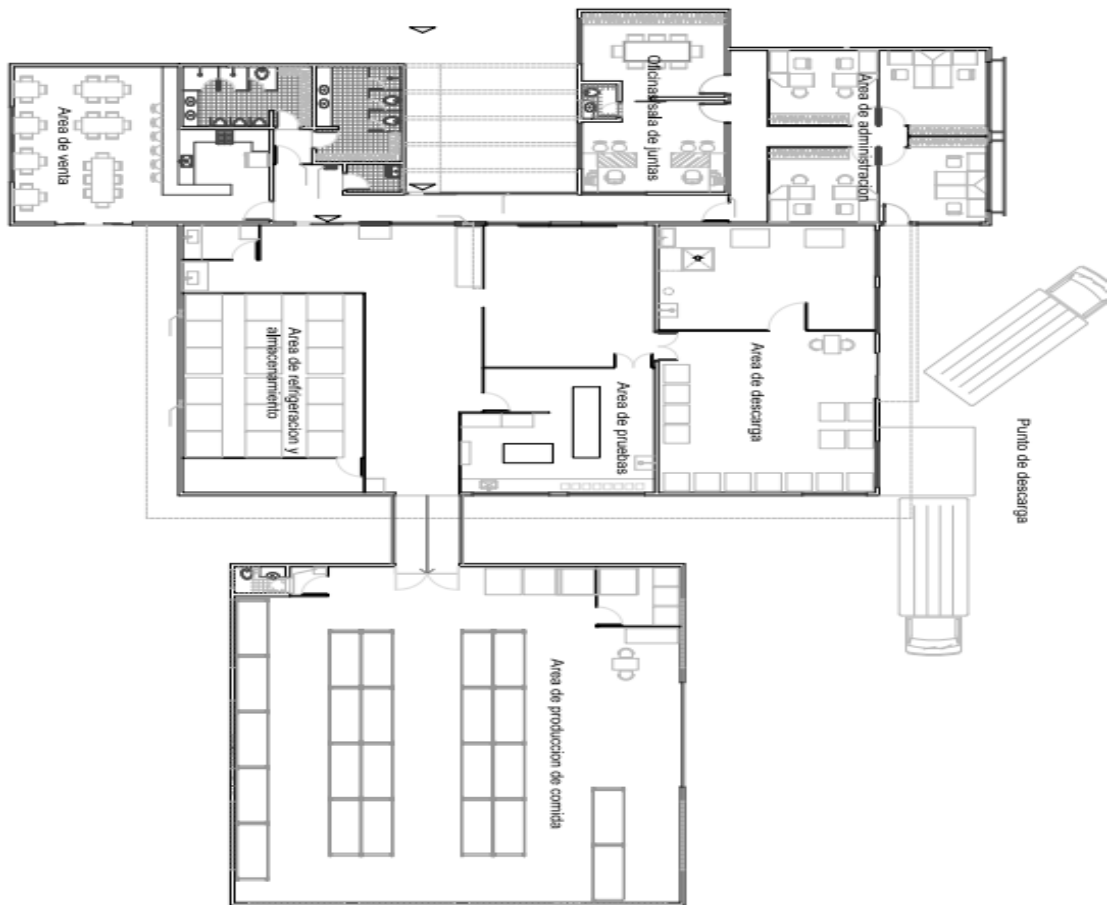 Area de venta
Oficinas/sala de juntas
Area de administracion
Area de refrigeracion y
almacenamiento
Area de pruebas
Area de descarga
Punto de descarga
Area de produccion de comida